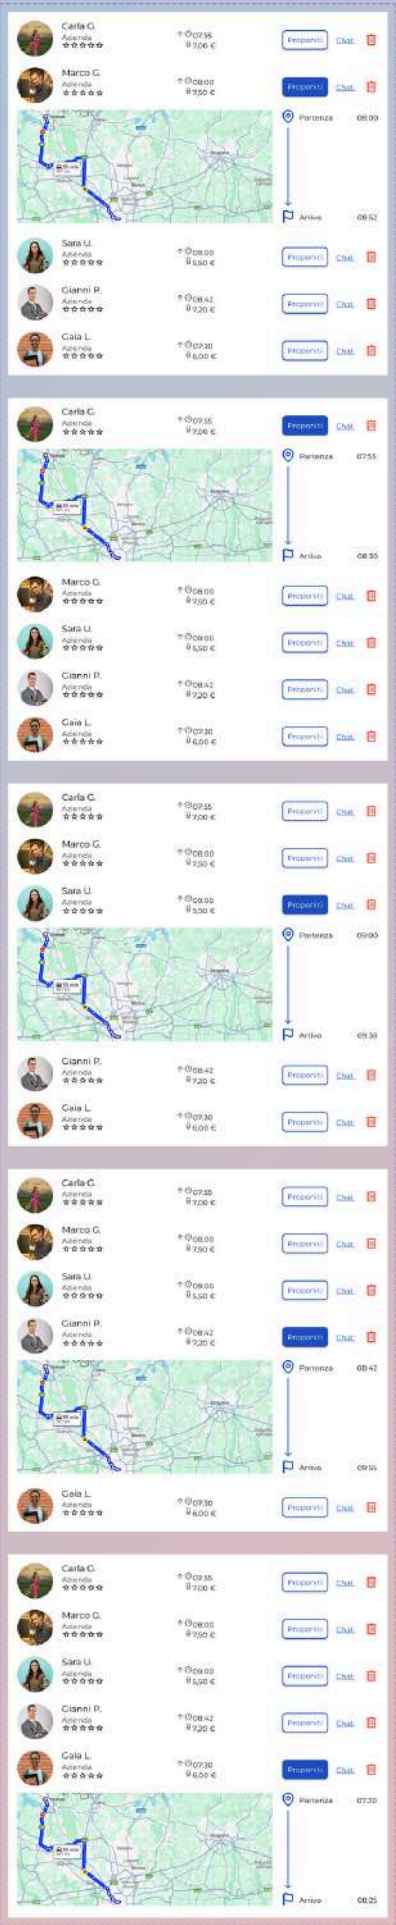 Carla G.
Azienda
07:55
7,00 €
Proponiti Chat
Marco G.
Azienda
08:00
7,50 €
Proponiti Chat
Partenza 08:00
Arrivo 08:52
Sara U.
Azienda
09:00
5,50 €
Proponiti Chat
Gianni P.
Azienda
08:42
7,20 €
Proponiti Chat
Gaia L.
Azienda
07:30
6,00 €
Proponiti Chat
Carla G.
Azienda
07:55
7,00 €
Proponiti Chat
Partenza 07:55
Arrivo 08:30
Marco G.
Azienda
08:00
7,50 €
Proponiti Chat
Sara U.
Azienda
09:00
5,50 €
Proponiti Chat
Gianni P.
Azienda
08:42
7,20 €
Proponiti Chat
Gaia L.
Azienda
07:30
6,00 €
Proponiti Chat
Carla G.
Azienda
07:55
7,00 €
Proponiti Chat
Marco G.
Azienda
08:00
7,50 €
Proponiti Chat
Sara U.
Azienda
09:00
5,50 €
Proponiti Chat
Partenza 09:00
Arrivo
Gianni P.
Azienda
08:42
7,20 €
Proponiti Chat
Gaia L.
Azienda
07:30
6,00 €
Proponiti Chat
Carla G.
Azienda
07:55
7,00 €
Proponiti Chat
Marco G.
Azienda
08:00
7,50 €
Proponiti Chat
Sara U.
Azienda
09:00
5,50 €
Proponiti Chat
Gianni P.
Azienda
08:42
7,20 €
Proponiti Chat
Partenza 08:42
Arrivo 09:55
Gaia L.
Azienda
07:30
6,00 €
Proponiti Chat
Carla G.
Azienda
07:55
7,00 €
Proponiti Chat
Marco G.
Azienda
08:00
7,50 €
Proponiti Chat
Sara U.
Azienda
09:00
5,50 €
Proponiti Chat
Gianni P.
Azienda
08:42
7,20 €
Proponiti Chat
Gaia L.
Azienda
07:30
6,00 €
Proponiti Chat
Partenza 07:30
Arrivo 08:25